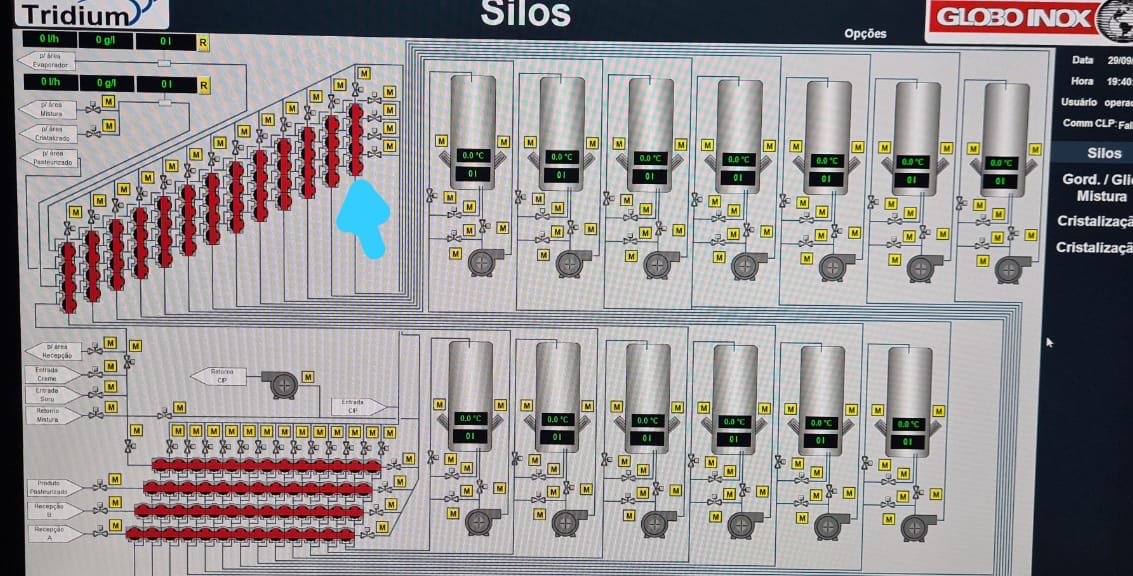 Tridium
Silos
GLOBO INOX
Opções
0 l/h 0 g/l 0 l R
p/ área
Evaporador
0 l/h 0 g/l 0 l R
p/ área
Mistura
p/ área
Cristalizado
p/ área
Pasteurizado
Data 29/09/
Hora 19:40:
Usuário operac
Comm CLP: Fal
Silos
Gord. / Glic
Mistura
Cristalizaçã
Cristalizaçã
0.0 °C 0.0 °C 0.0 °C 0.0 °C 0.0 °C 0.0 °C 0.0 °C
0 l 0 l 0 l 0 l 0 l 0 l 0 l
p/ área
Recepção
Entrada
Creme
Entrada
Soro
Retorno
Mistura
Retorno
CIP
Entrada
CIP
M M M M M M M M M M M M M
0.0 °C 0.0 °C 0.0 °C 0.0 °C 0.0 °C 0.0 °C
0 l 0 l 0 l 0 l 0 l 0 l
Produto
Pasteurizado
Recepção
B
Recepção
A